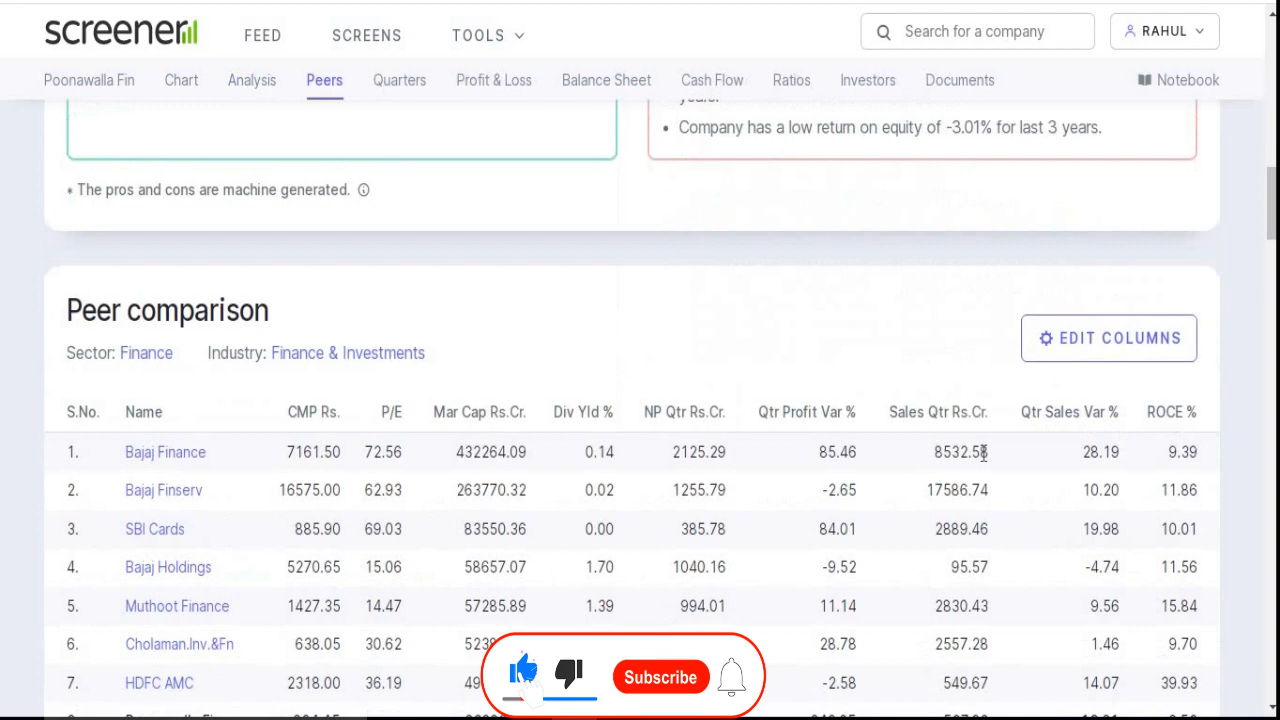 screener FEED SCREENS TOOLS Search for a company RAHUL
Poonawalla Fin Chart Analysis Peers Quarters Profit & Loss Balance Sheet Cash Flow Ratios Investors Documents Notebook
years.
• Company has a low return on equity of -3.01% for last 3 years.
* The pros and cons are machine generated.
Peer comparison
EDIT COLUMNS
Sector: Finance Industry: Finance & Investments
S.No. Name CMP Rs. P/E Mar Cap Rs.Cr. Div Yld % NP Qtr Rs.Cr. Qtr Profit Var % Sales Qtr Rs.Cr. Qtr Sales Var % ROCE %
1. Bajaj Finance 7161.50 72.56 432264.09 0.14 2125.29 85.46 28.19 9.39
2. Bajaj Finserv 16575.00 62.93 263770.32 0.02 1255.79 -2.65 17586.74 10.20 11.86
3. SBI Cards 885.90 69.03 83550.36 0.00 385.78 84.01 2889.46 19.98 10.01
4. Bajaj Holdings 5270.65 15.06 58657.07 1.70 1040.16 -9.52 95.57 -4.74 11.56
5. Muthoot Finance 1427.35 14.47 57285.89 1.39 994.01 11.14 2830.43 9.56 15.84
6. Cholaman.Inv.&Fn 638.05 30.62 28.78 2557.28 1.46 9.70
7. HDFC AMC 2318.00 36.19 -2.58 549.67 14.07 39.93
Subscribe